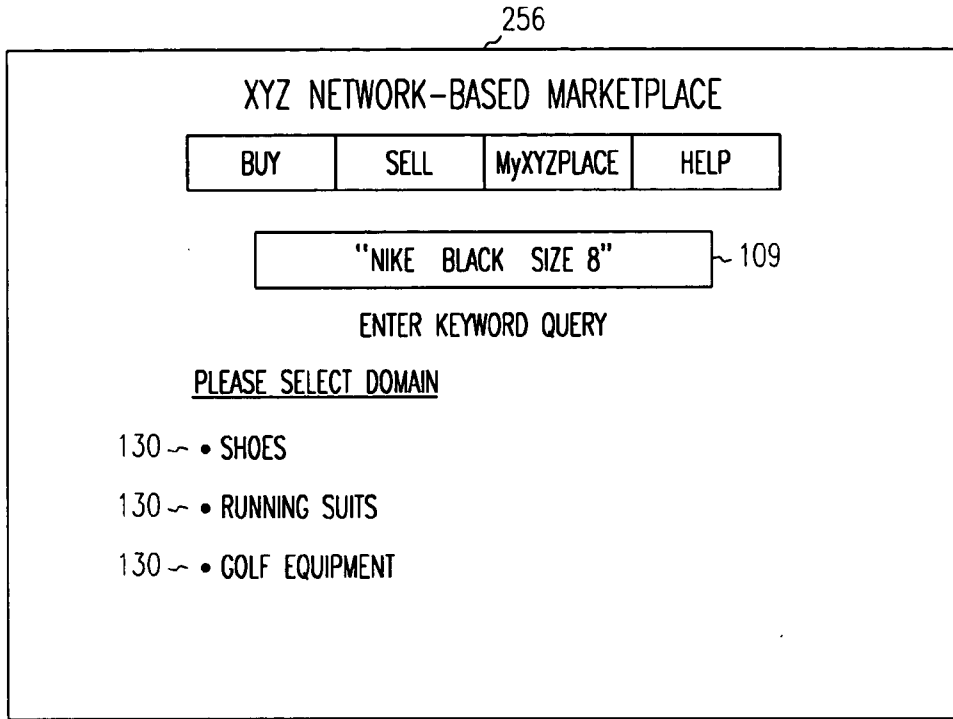 256
XYZ NETWORK-BASED MARKETPLACE
BUY SELL MyXYZPLACE HELP
"NIKE BLACK SIZE 8" 109
ENTER KEYWORD QUERY
PLEASE SELECT DOMAIN
130 • SHOES
130 • RUNNING SUITS
130 • GOLF EQUIPMENT